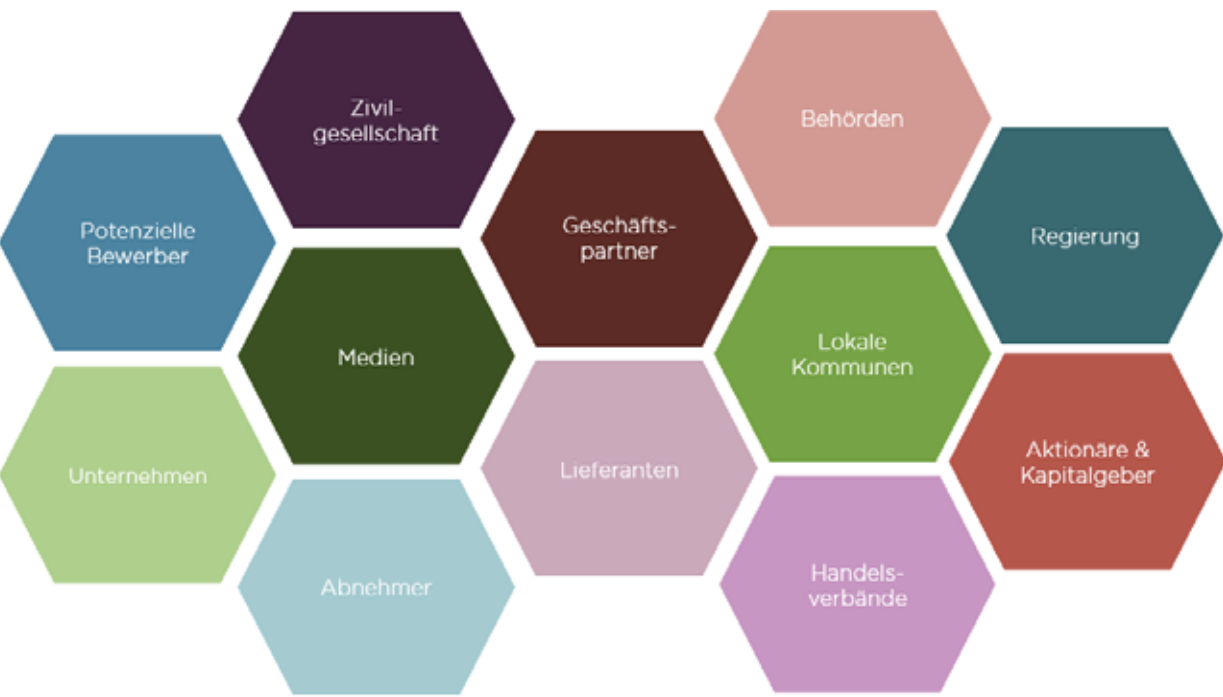 Zivil-
gesellschaft
Behörden
Potenzielle
Bewerber
Geschäfts-
partner
Regierung
Medien
Lokale
Kommunen
Unternehmen
Lieferanten
Aktionäre &
Kapitalgeber
Abnehmer
Handels-
verbände